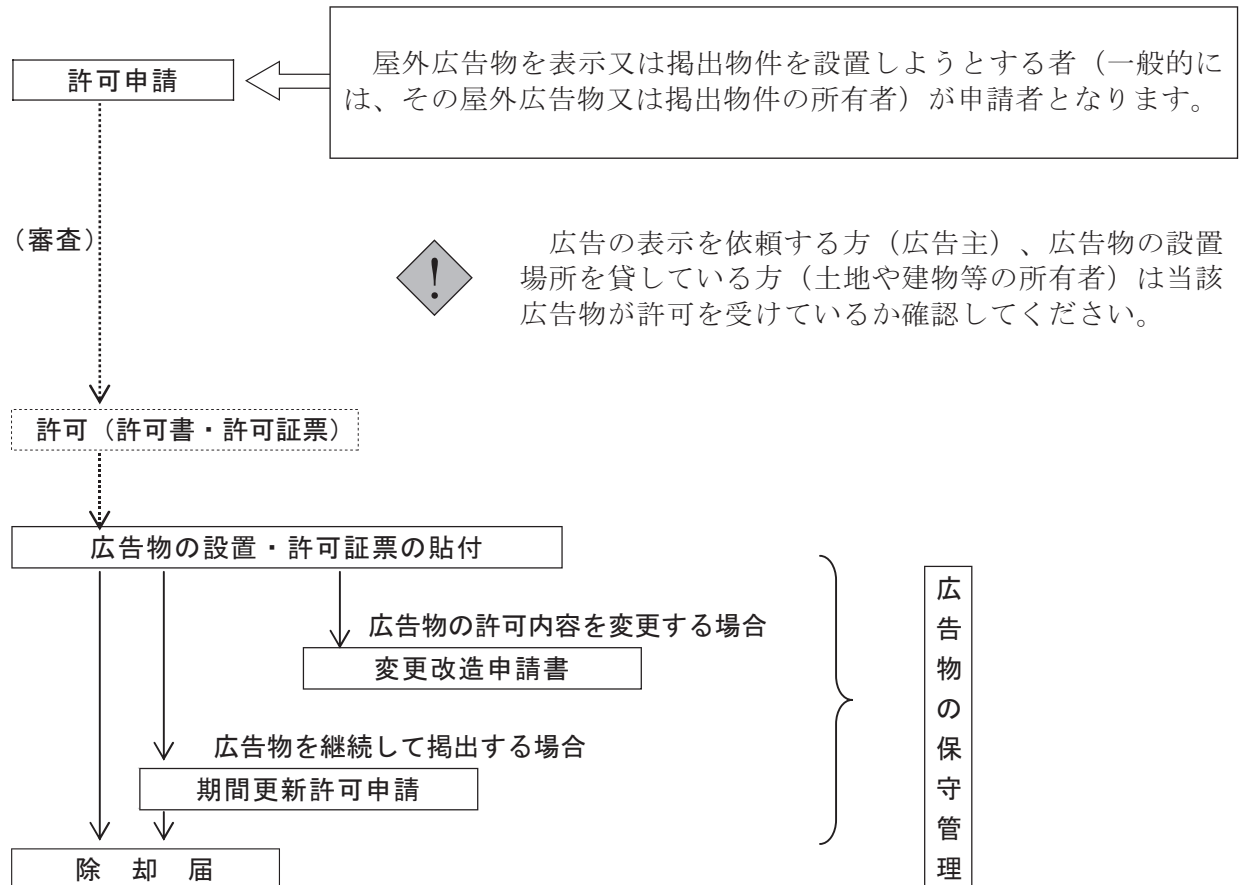 許可申請
屋外広告物を表示又は掲出物件を設置しようとする者（一般的に
は、その屋外広告物又は掲出物件の所有者）が申請者となります。
（審査）
!
広告の表示を依頼する方（広告主）、広告物の設置
場所を貸している方（土地や建物等の所有者）は当該
広告物が許可を受けているか確認してください。
許可（許可書・許可証票）
広告物の設置・許可証票の貼付
広告物の許可内容を変更する場合
変更改造申請書
広告物を継続して掲出する場合
期間更新許可申請
除 却 届
広告物の保守管理